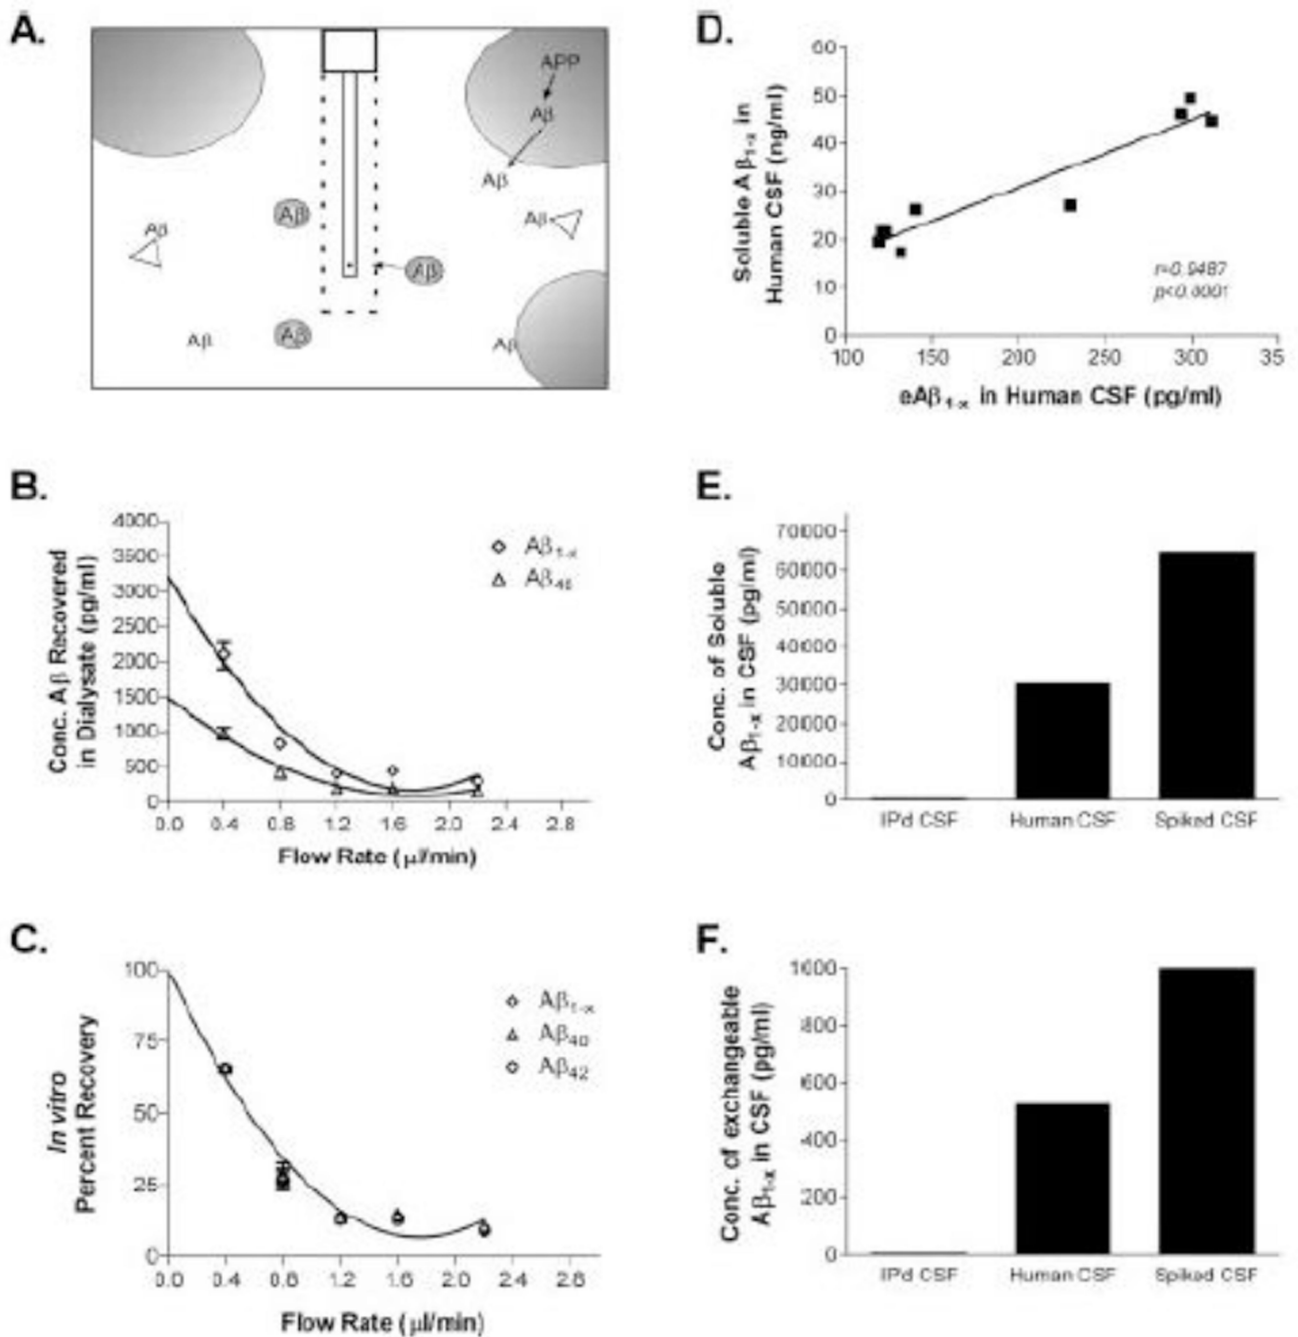 A.
APP
Aβ
Aβ
Aβ
Aβ
Aβ
Aβ
Aβ
Aβ
Aβ
B.
Conc. Aβ Recovered
in Dialysate (pg/ml)
4000
3500
3000
2500
2000
1500
1000
500
0
Aβ1-x
0.0 0.4 0.8 1.2 1.6 2.0 2.4 2.8
Flow Rate (μl/min)
C.
In vitro
Percent Recovery
100
75
50
25
0
Aβ1-x
Aβ40
Aβ42
0.0 0.4 0.8 1.2 1.6 2.0 2.4 2.8
Flow Rate (μl/min)
D.
Soluble Aβ1-x in
Human CSF (ng/ml)
60
50
40
30
20
10
0
r=0.9487
p<0.0001
100 150 200 250 300 35
eAβ1-x in Human CSF (pg/ml)
E.
Conc. of Soluble
Aβ1-x in CSF (pg/ml)
70000
60000
50000
40000
30000
20000
10000
0
IPd CSF Human CSF Spiked CSF
F.
Conc. of exchangeable
Aβ1-x in CSF (pg/ml)
1000
800
600
400
200
0
IPd CSF Human CSF Spiked CSF